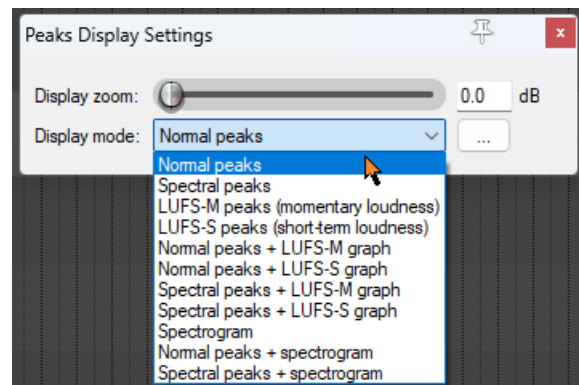 Peaks Display Settings
x
Display zoom: 0.0 dB
Display mode: Normal peaks ...
Normal peaks
Spectral peaks
LUFS-M peaks (momentary loudness)
LUFS-S peaks (short-term loudness)
Normal peaks + LUFS-M graph
Normal peaks + LUFS-S graph
Spectral peaks + LUFS-M graph
Spectral peaks + LUFS-S graph
Spectrogram
Normal peaks + spectrogram
Spectral peaks + spectrogram